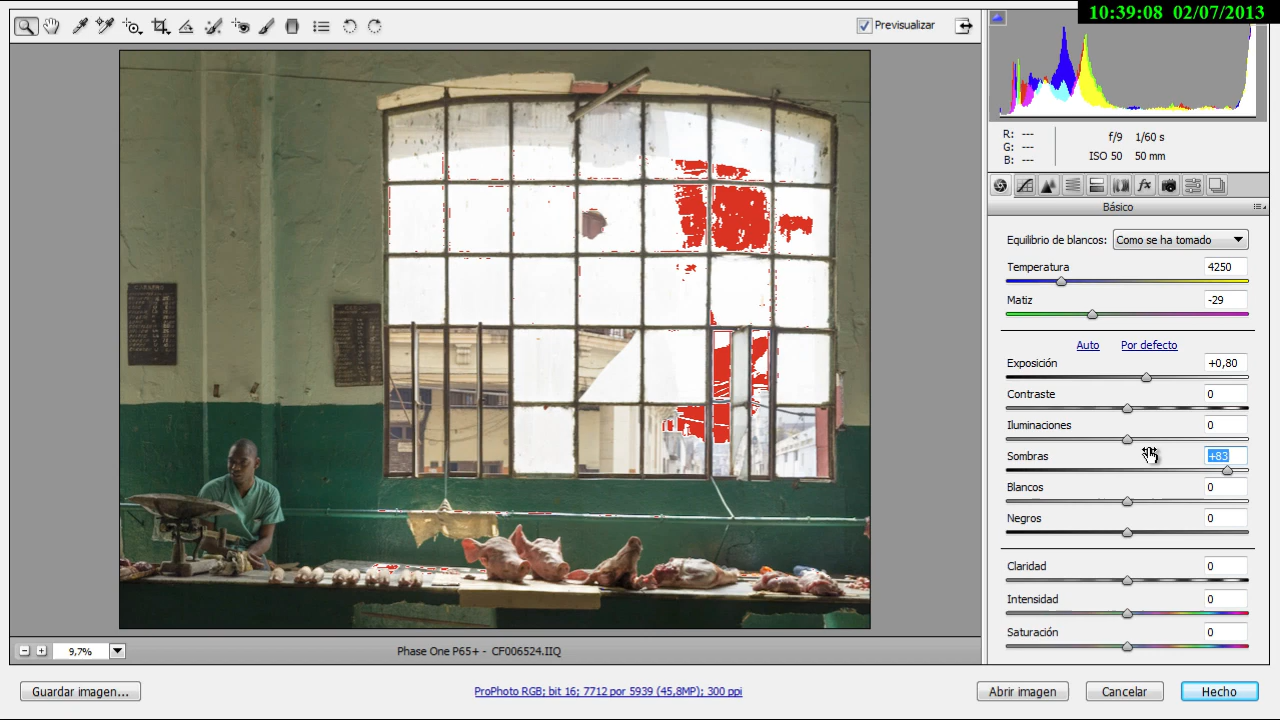 10:39:08 02/07/2013
Previsualizar
R: ---
G: ---
B: ---
f/9 1/60 s
ISO 50 50 mm
Básico
Equilibrio de blancos: Como se ha tomado
Temperatura 4250
Matiz -29
Auto Por defecto
Exposición +0,80
Contraste 0
Iluminaciones 0
Sombras +83
Blancos 0
Negros 0
Claridad 0
Intensidad 0
Saturación 0
9,7%
Phase One P65+ - CF006524.IIQ
Guardar imagen...
ProPhoto RGB; bit 16; 7712 por 5939 (45,8MP); 300 ppi
Abrir imagen
Cancelar
Hecho